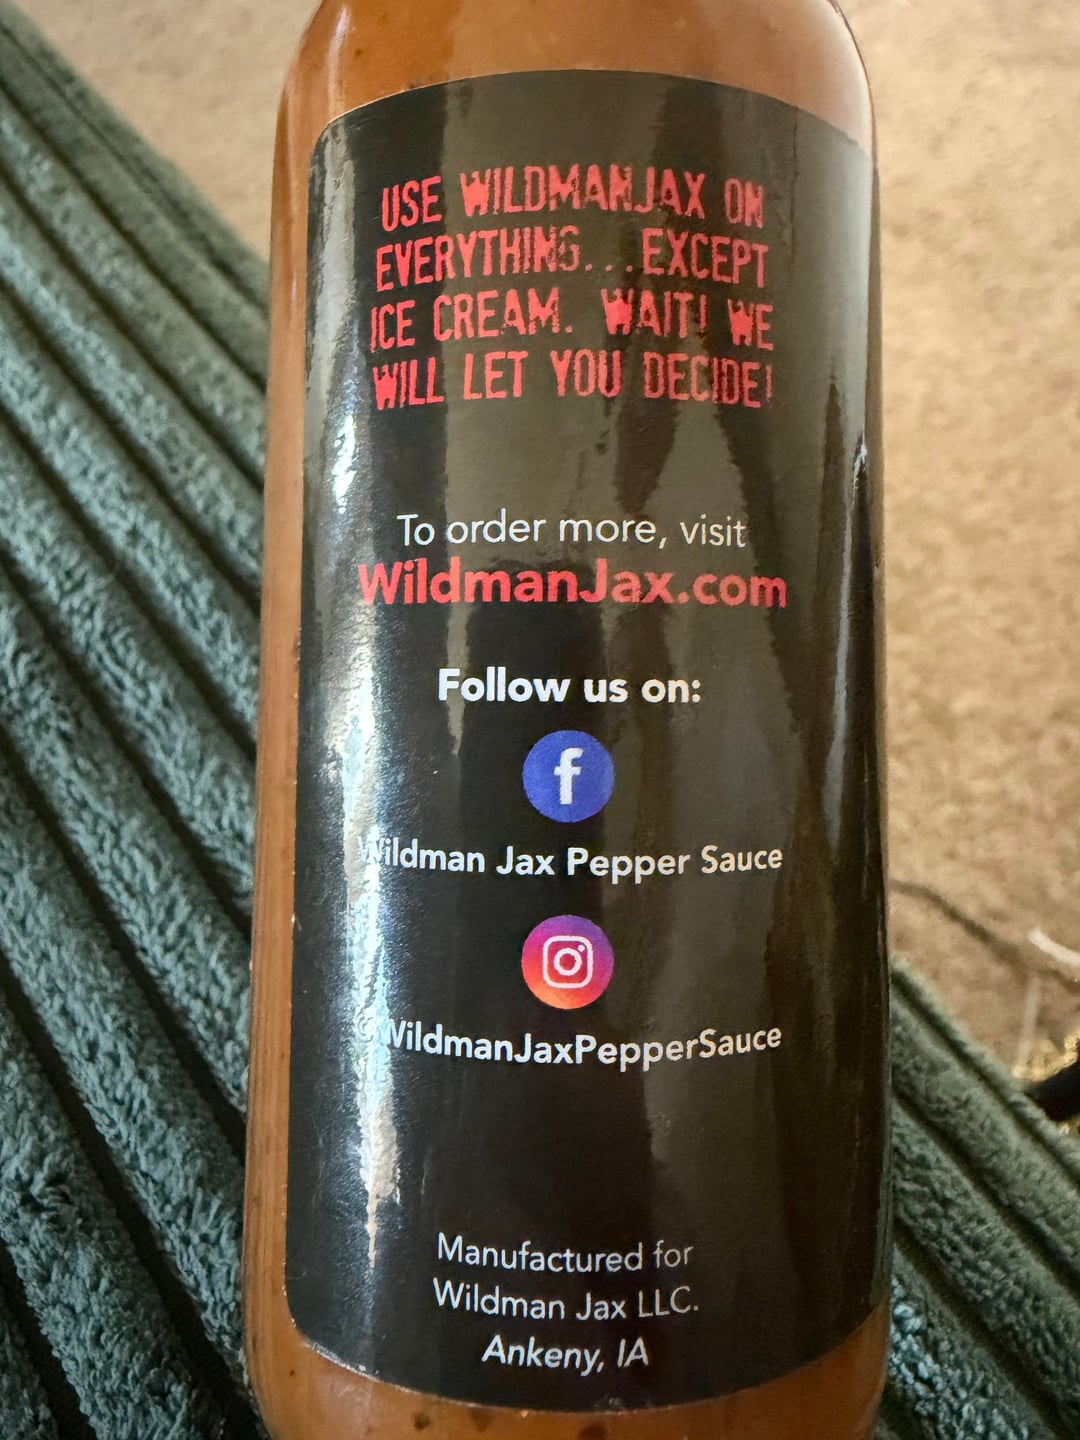 USE WILDMANJAX ON
EVERYTHING...EXCEPT
ICE CREAM. WAIT! WE
WILL LET YOU DECIDE!
To order more, visit
WildmanJax.com
Follow us on:
f
Wildman Jax Pepper Sauce
@WildmanJaxPepperSauce
Manufactured for
Wildman Jax LLC.
Ankeny, IA